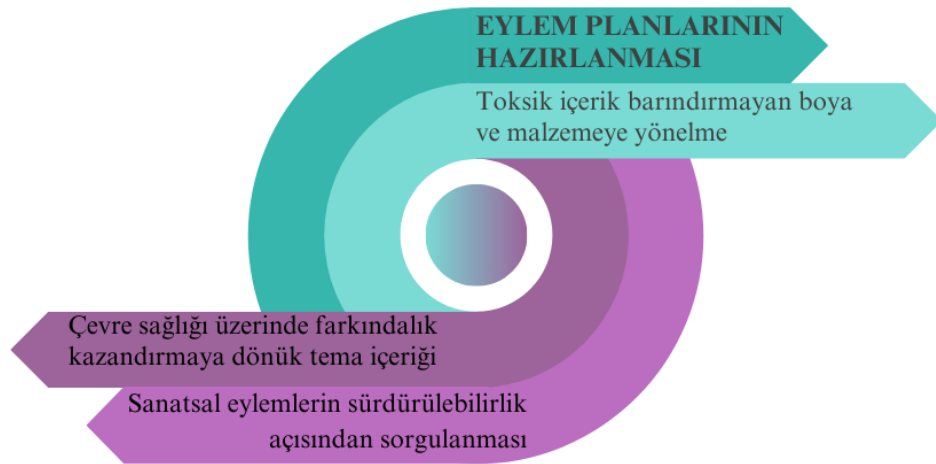 EYLEM PLANLARININ
HAZIRLANMASI
Toksik içerik barındırmayan boya
ve malzemeye yönelme
Çevre sağlığı üzerinde farkındalık
kazandırmaya dönük tema içeriği
Sanatsal eylemlerin sürdürülebilirlik
açısından sorgulanması